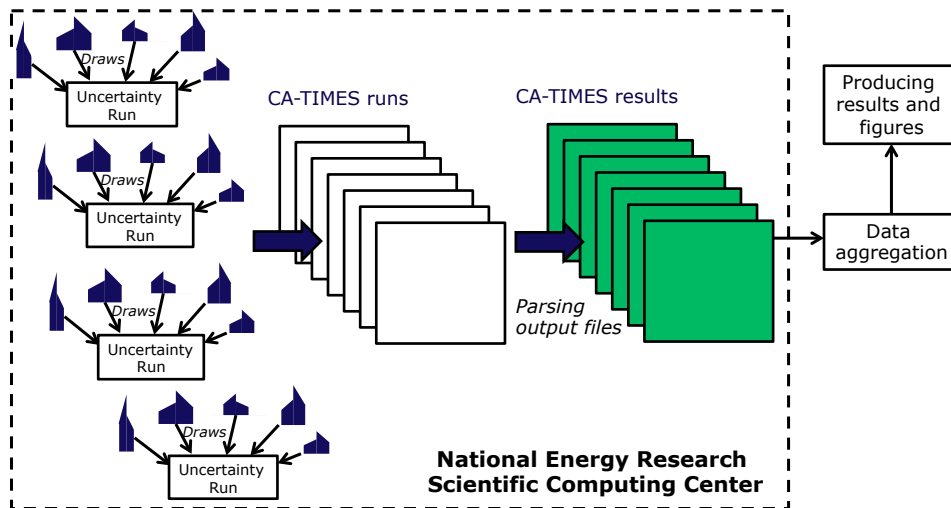 Draws
Uncertainty
Run
Draws
Uncertainty
Run
Draws
Uncertainty
Run
Draws
Uncertainty
Run
CA-TIMES runs
CA-TIMES results
Parsing
output files
National Energy Research
Scientific Computing Center
Producing
results and
figures
Data
aggregation